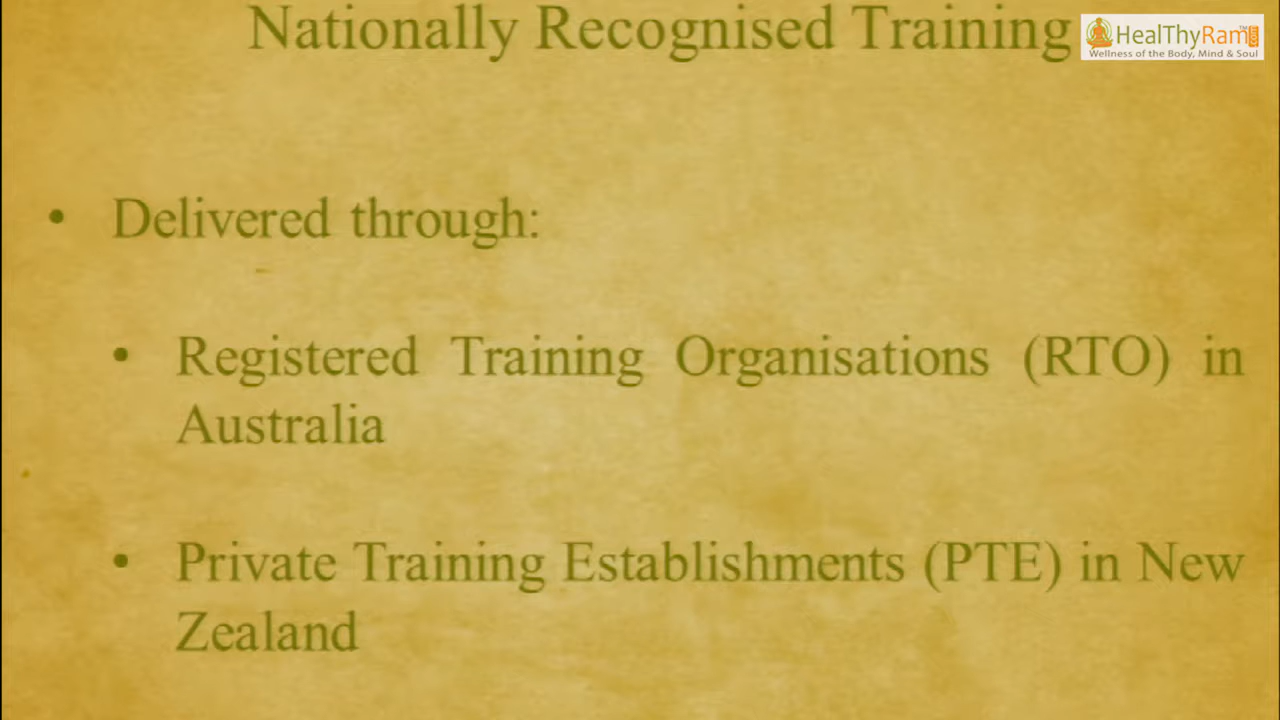 Nationally Recognised Training
HealThyRam
Wellness of the Body, Mind & Soul
• Delivered through:
• Registered Training Organisations (RTO) in
Australia
• Private Training Establishments (PTE) in New
Zealand